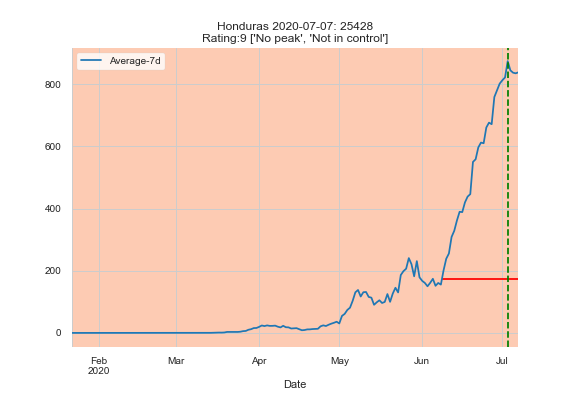 Honduras 2020-07-07: 25428
Rating:9 ['No peak', 'Not in control']
Average-7d
800
600
400
200
0
Feb Mar Apr May Jun Jul
2020
Date